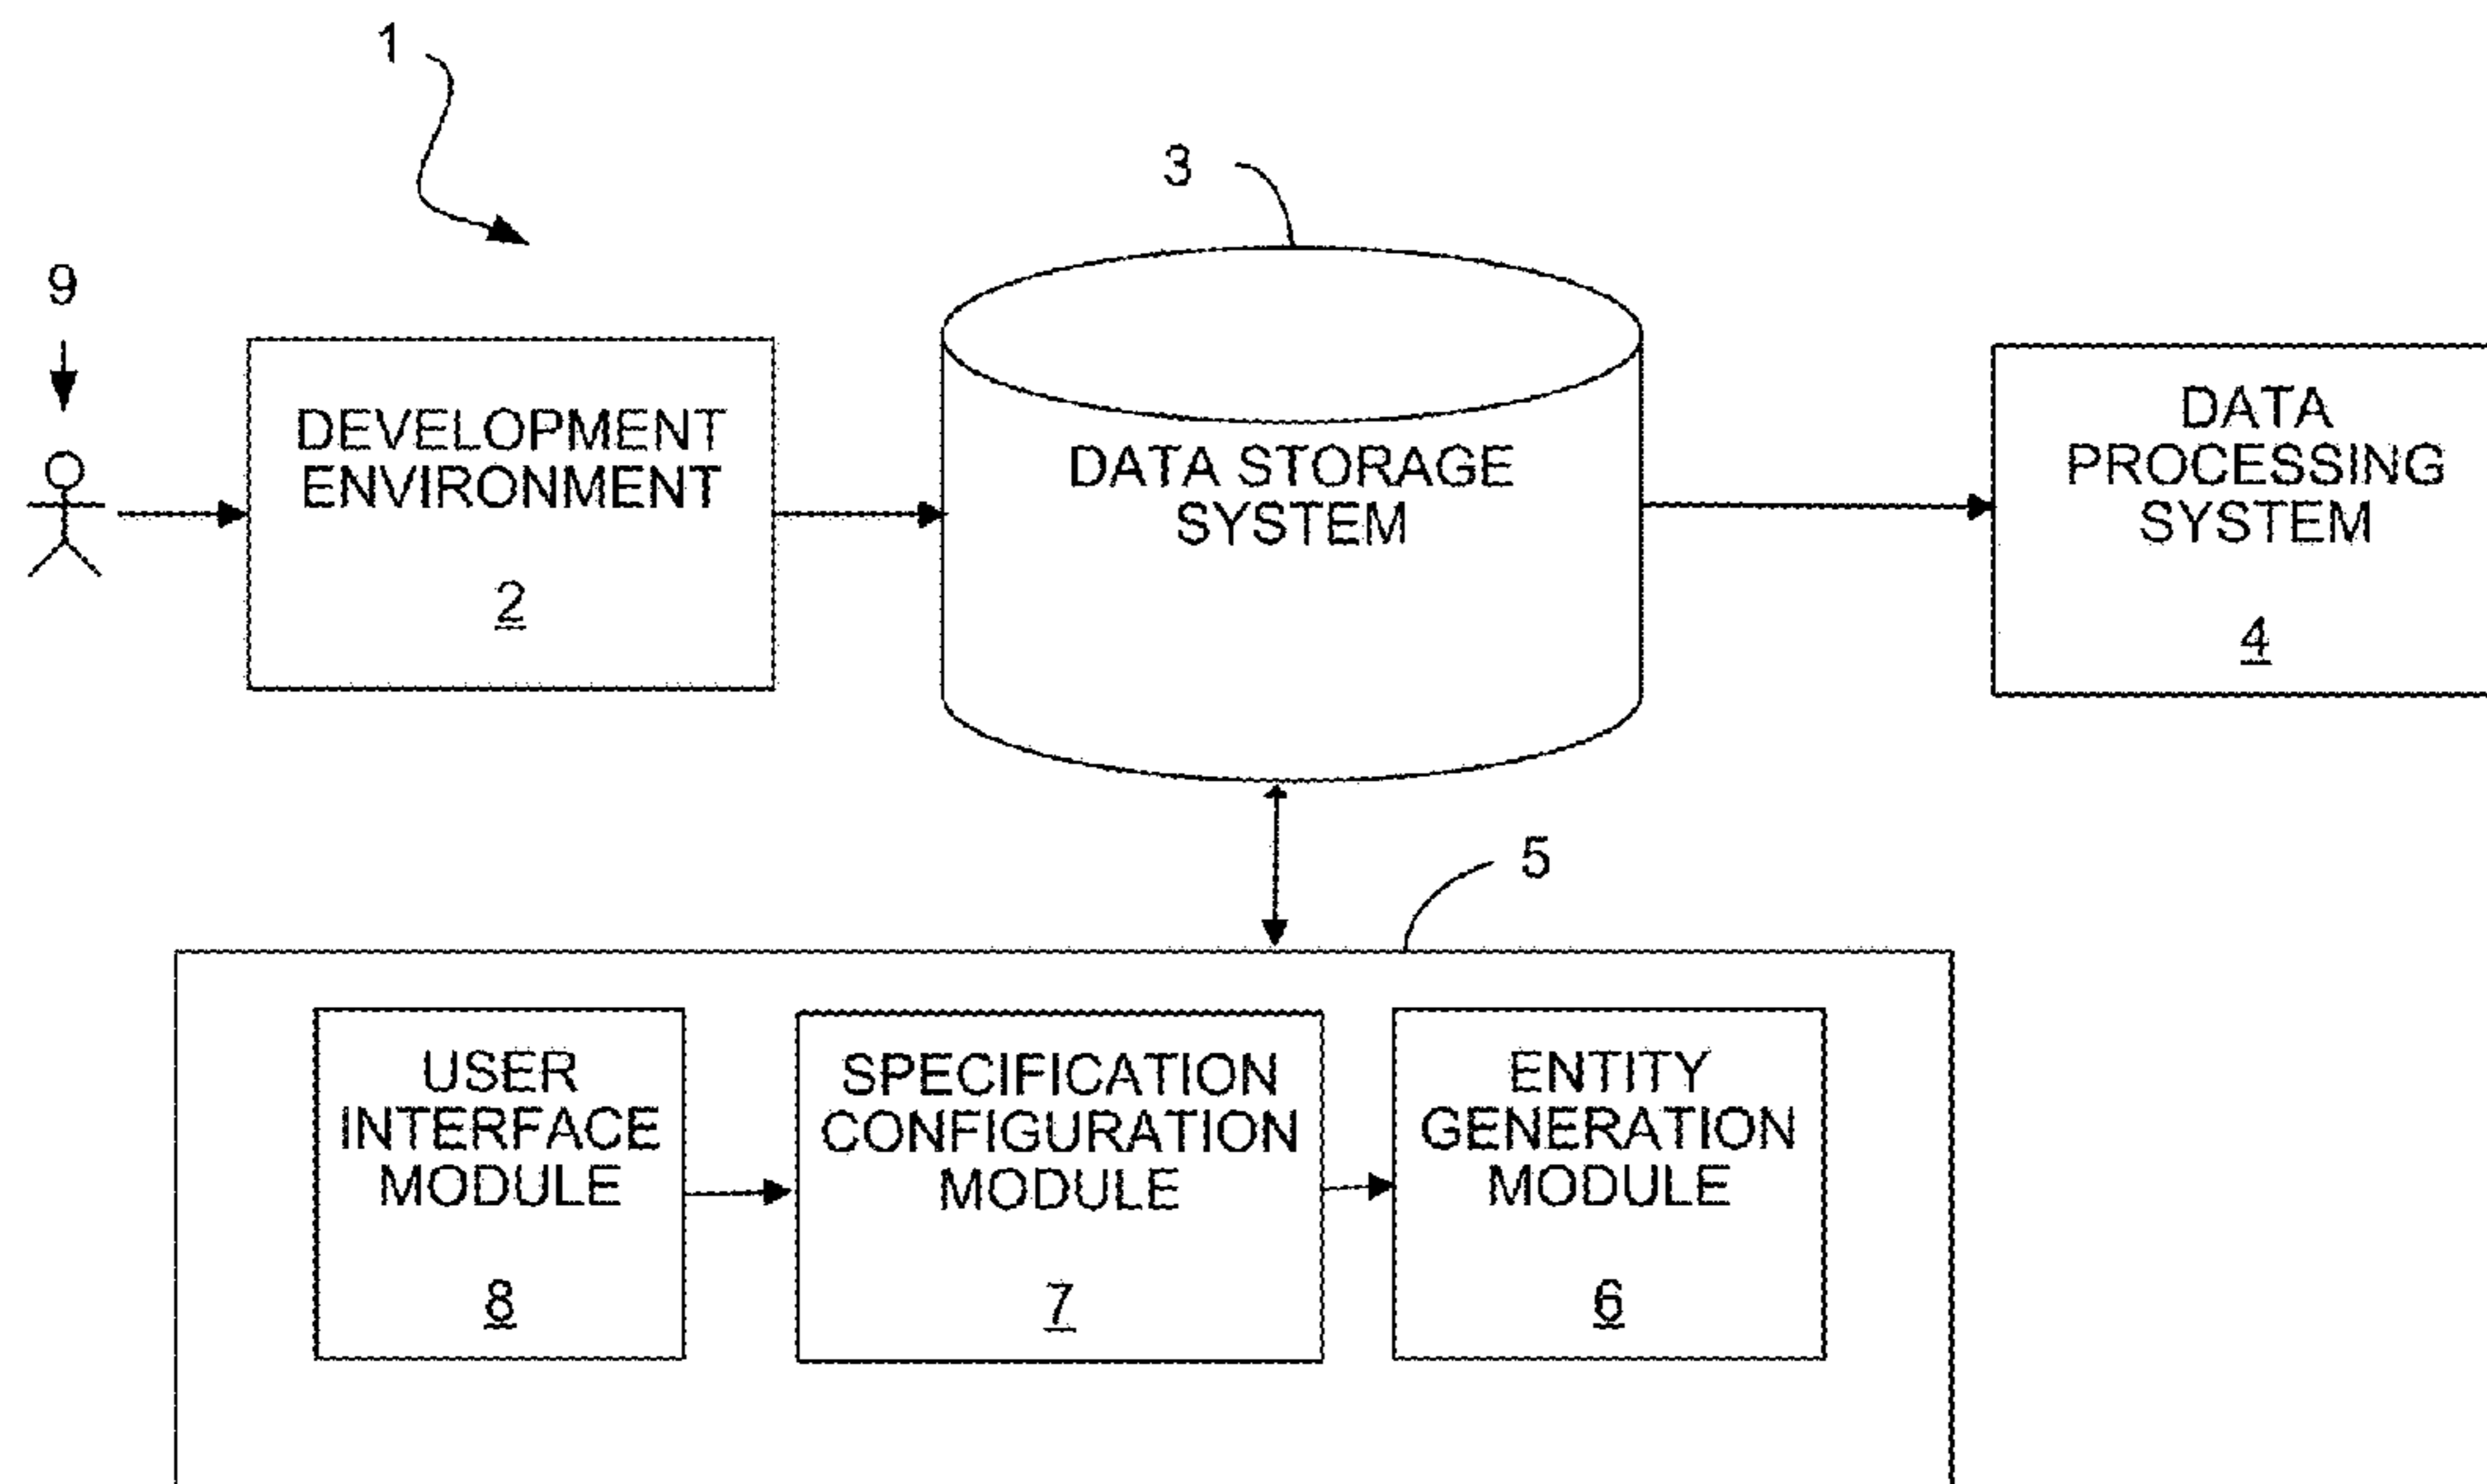 1
3
9
DEVELOPMENT
ENVIRONMENT
2
DATA STORAGE
SYSTEM
DATA
PROCESSING
SYSTEM
4
5
USER
INTERFACE
MODULE
8
SPECIFICATION
CONFIGURATION
MODULE
7
ENTITY
GENERATION
MODULE
6